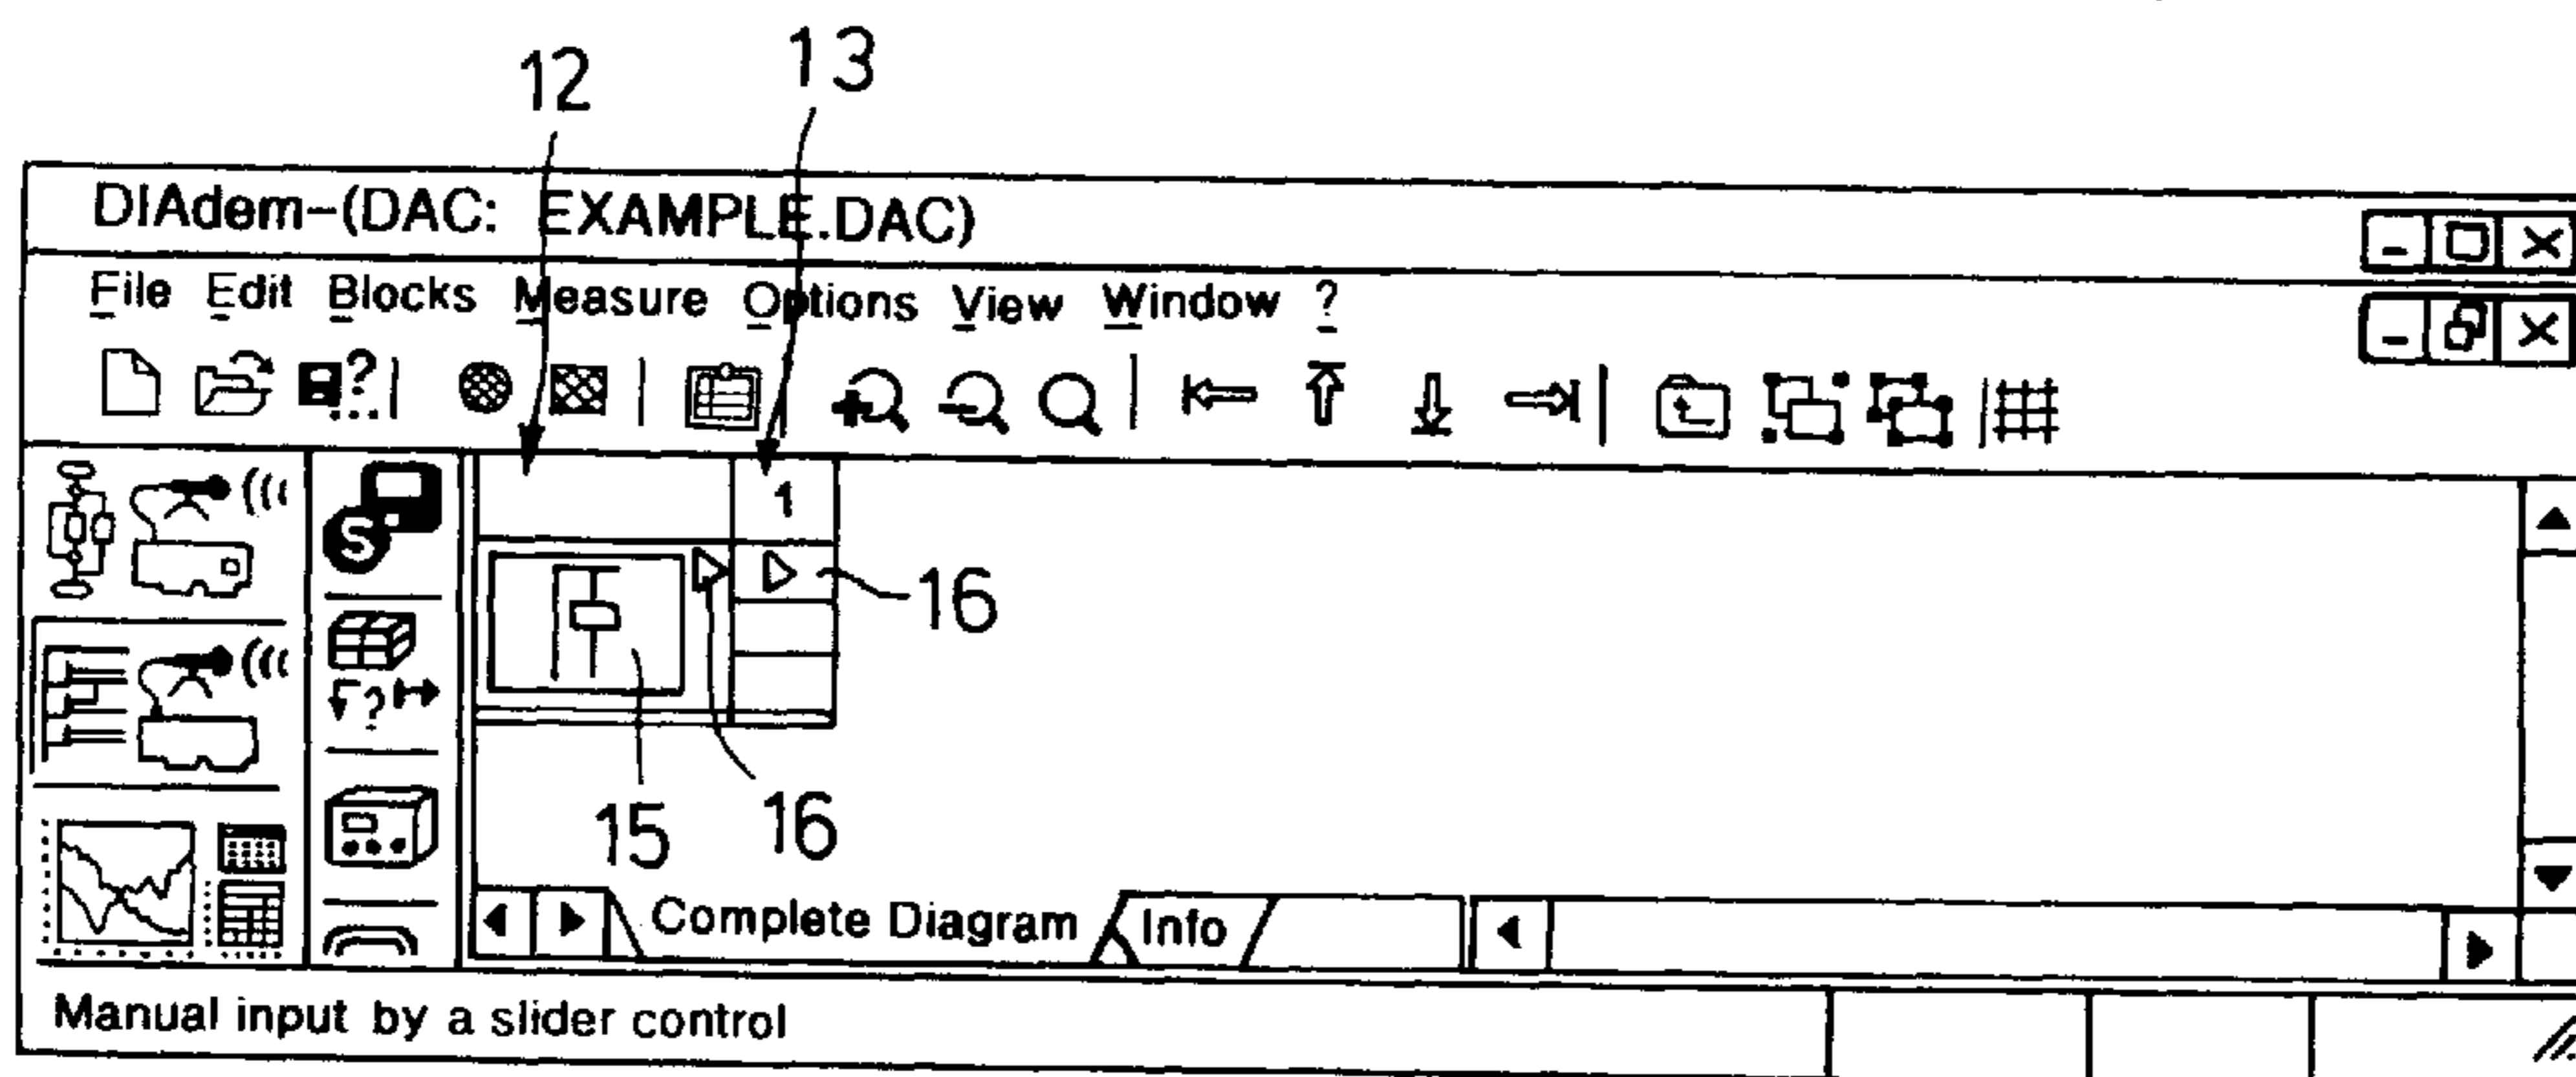 12 13
DIAdem-(DAC: EXAMPLE.DAC)
File Edit Blocks Measure Options View Window ?
?...
S
1
16
?
15 16
Complete Diagram Info
Manual input by a slider control